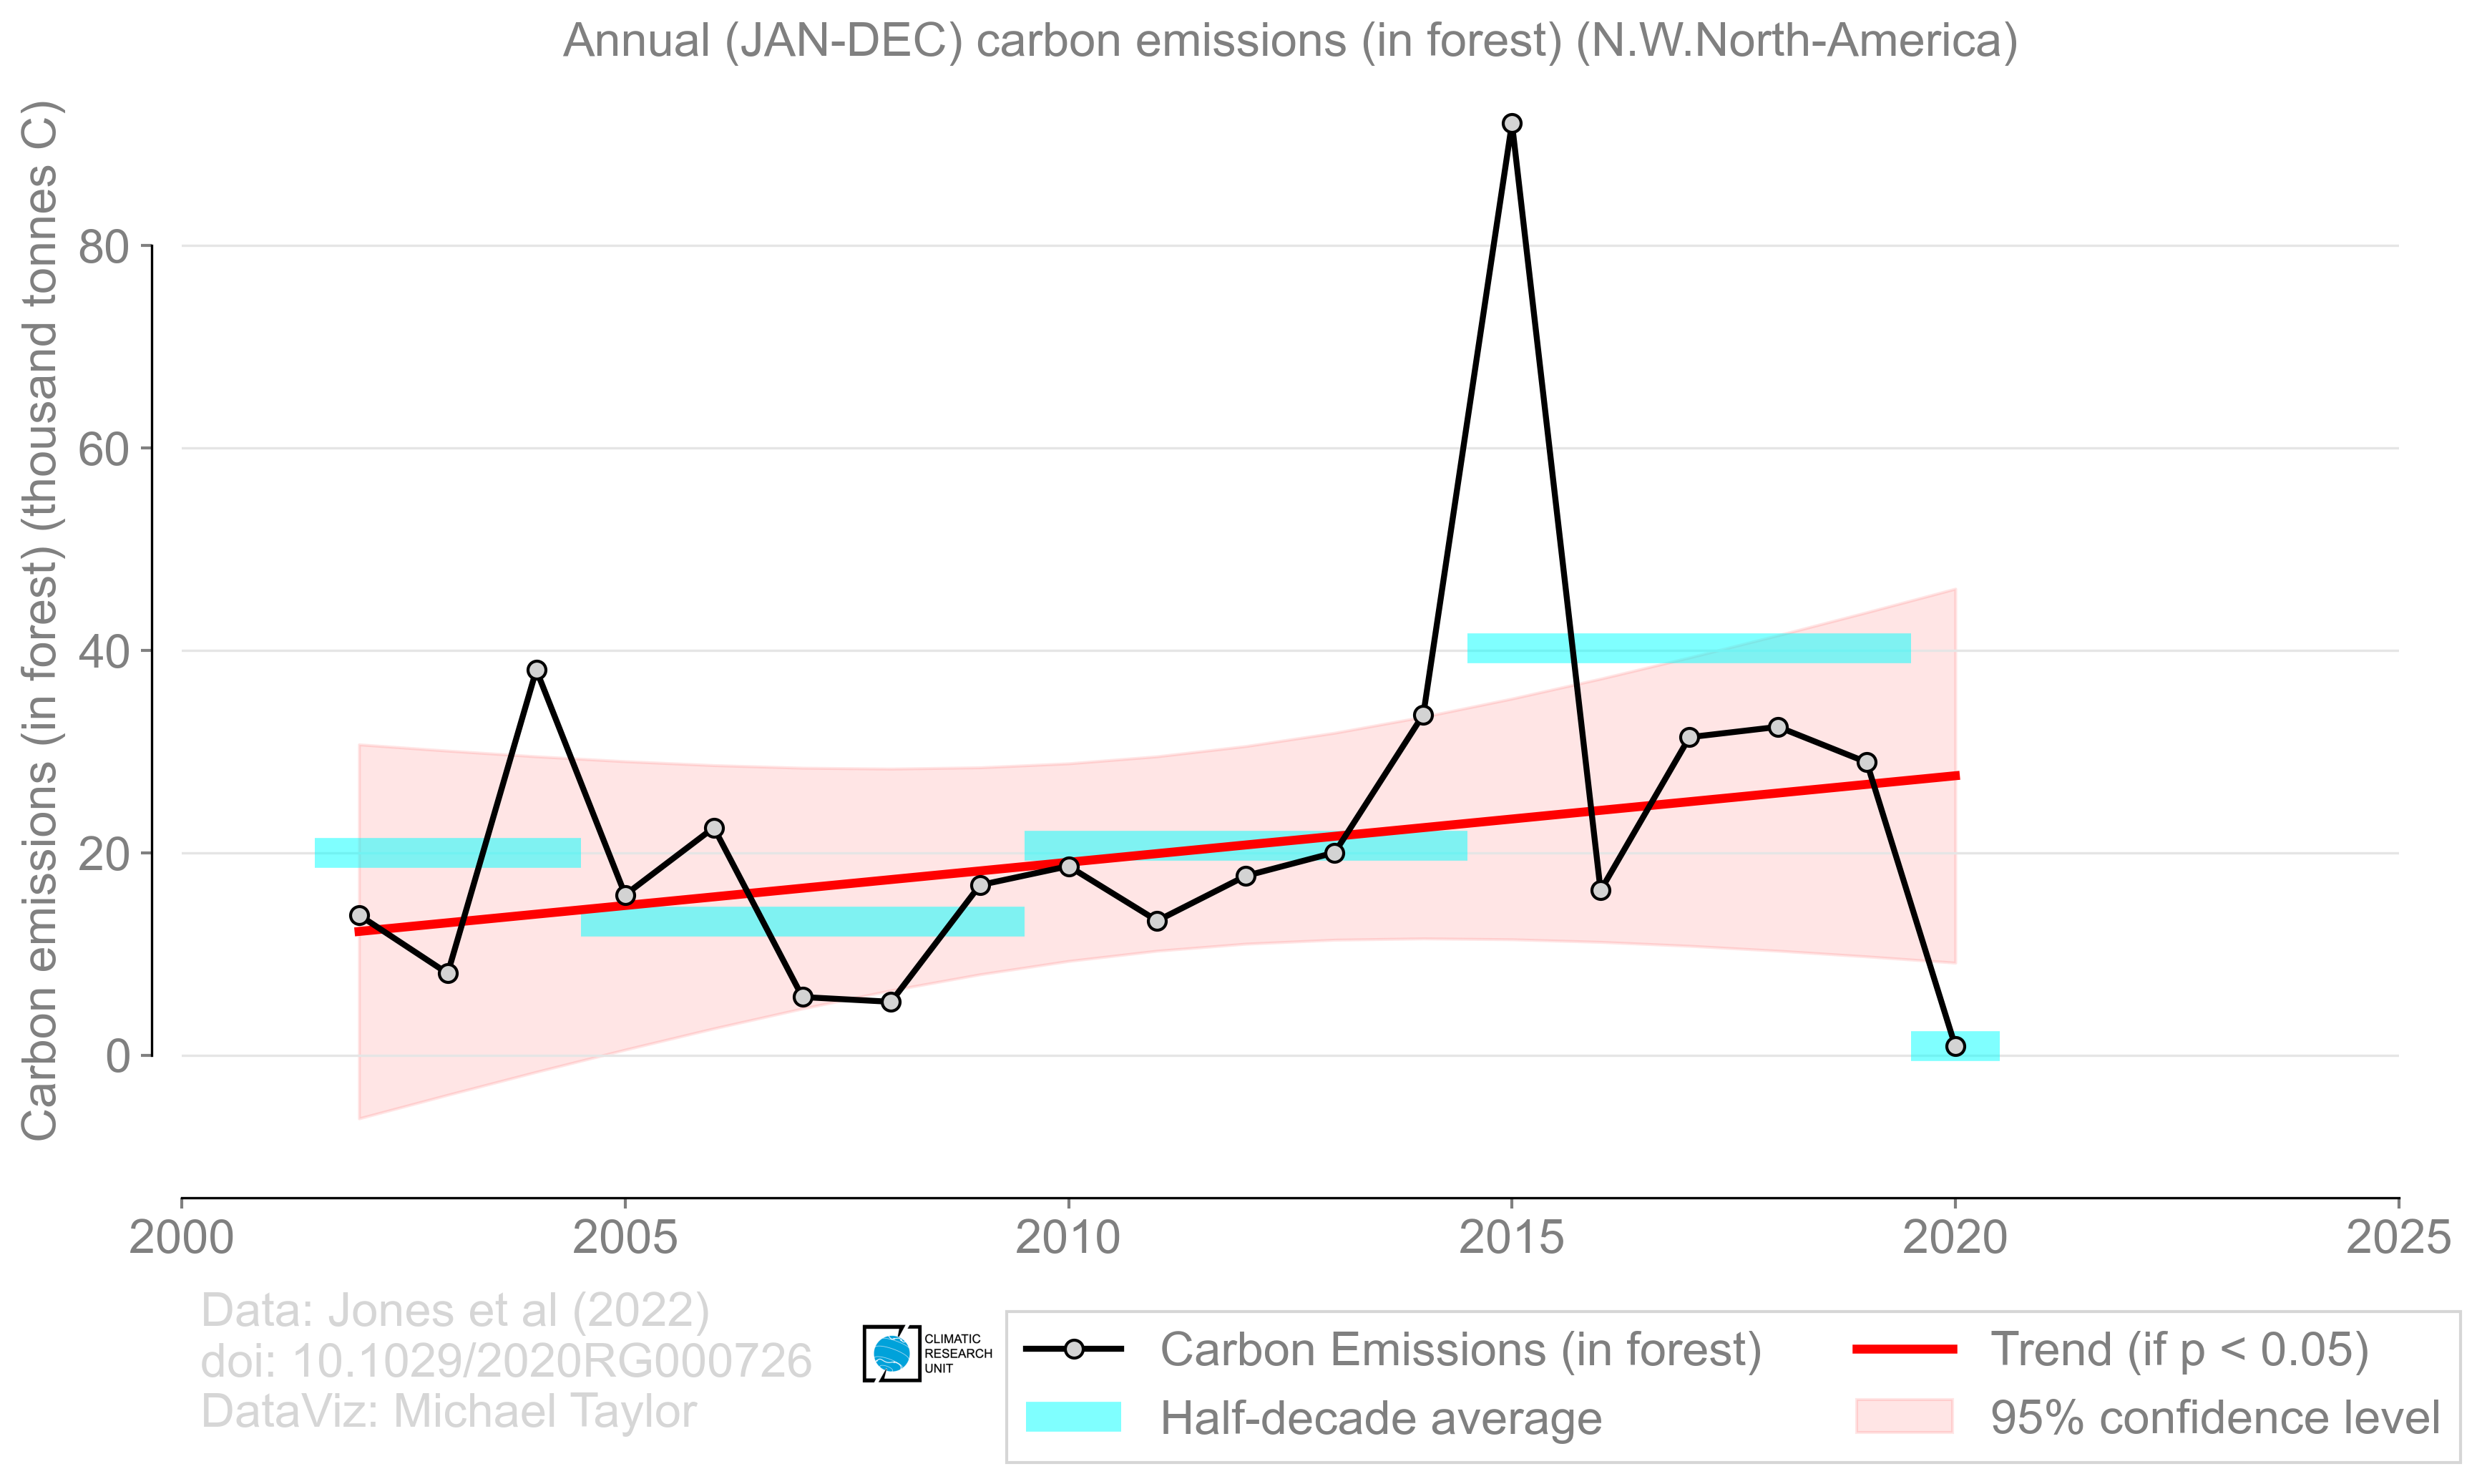 Annual (JAN-DEC) carbon emissions (in forest) (N.W.North-America)
Carbon emissions (in forest) (thousand tonnes C)
80
60
40
20
0
2000
2005
2010
2015
2020
2025
Data: Jones et al (2022)
doi: 10.1029/2020RG000726
DataViz: Michael Taylor
CLIMATIC
RESEARCH
UNIT
Carbon Emissions (in forest)
Half-decade average
Trend (if p < 0.05)
95% confidence level